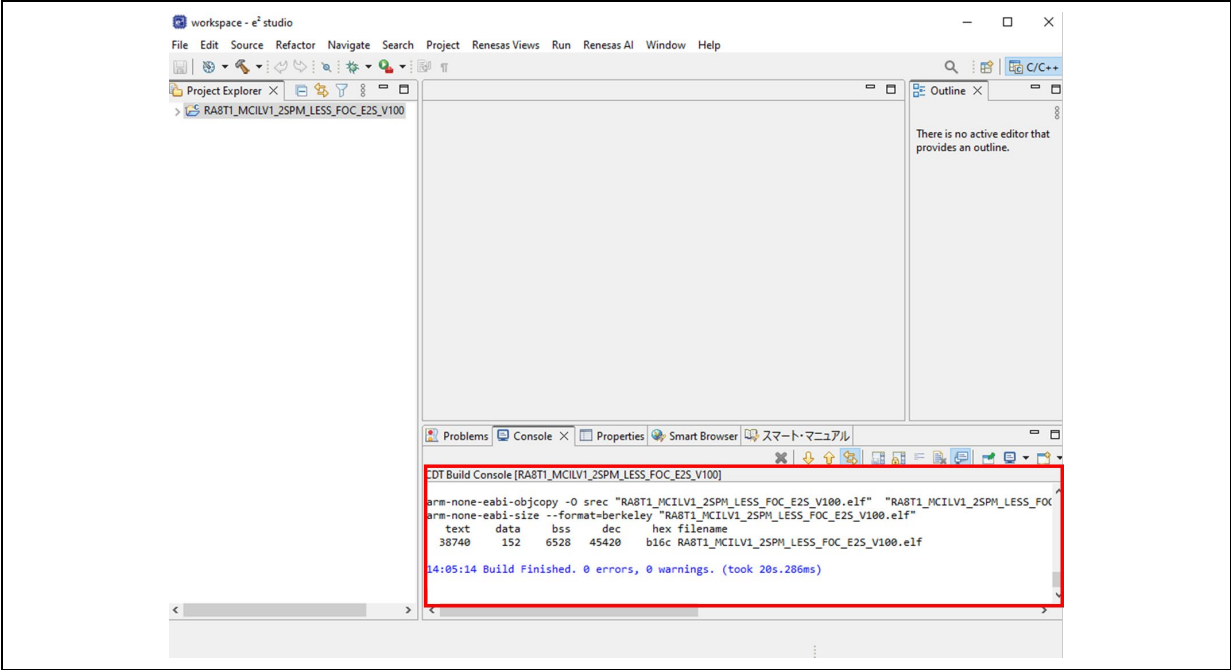 workspace - e² studio
File Edit Source Refactor Navigate Search Project Renesas Views Run Renesas AI Window Help
C/C++
Project Explorer
RA8T1_MCILV1_2SPM_LESS_FOC_E2S_V100
Outline
There is no active editor that
provides an outline.
Problems Console Properties Smart Browser スマート・マニュアル
CDT Build Console [RA8T1_MCILV1_2SPM_LESS_FOC_E2S_V100]
arm-none-eabi-objcopy -O srec "RA8T1_MCILV1_2SPM_LESS_FOC_E2S_V100.elf" "RA8T1_MCILV1_2SPM_LESS_FOC
arm-none-eabi-size --format=berkeley "RA8T1_MCILV1_2SPM_LESS_FOC_E2S_V100.elf"
text data bss dec hex filename
38740 152 6528 45420 b16c RA8T1_MCILV1_2SPM_LESS_FOC_E2S_V100.elf
14:05:14 Build Finished. 0 errors, 0 warnings. (took 20s.286ms)